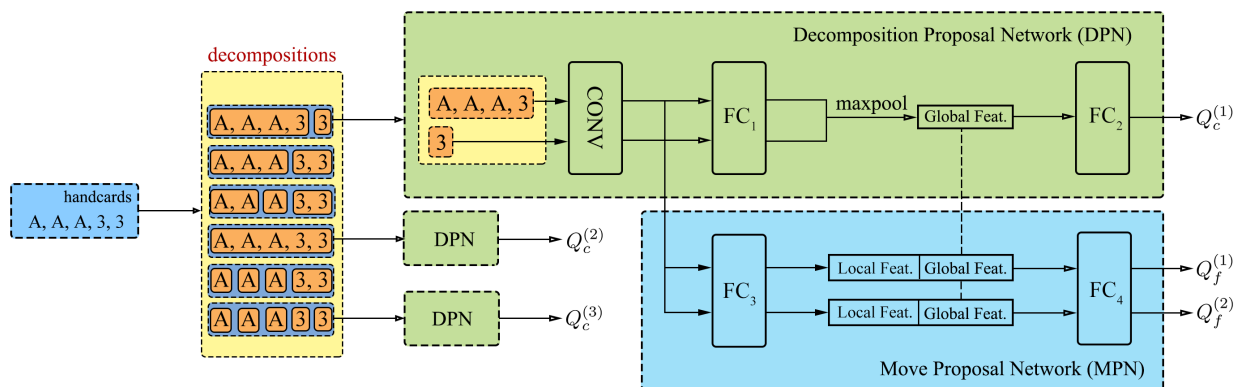 decompositions
A, A, A, 3 3
A, A, A 3, 3
A, A A 3, 3
A, A, A, 3, 3
A A A 3, 3
A A A 3 3
handcards
A, A, A, 3, 3
Decomposition Proposal Network (DPN)
A, A, A, 3
3
CONV
FC1
maxpool
Global Feat.
FC2
Qc(1)
DPN
Qc(2)
DPN
Qc(3)
FC3
Local Feat. Global Feat.
Local Feat. Global Feat.
FC4
Qf(1)
Qf(2)
Move Proposal Network (MPN)